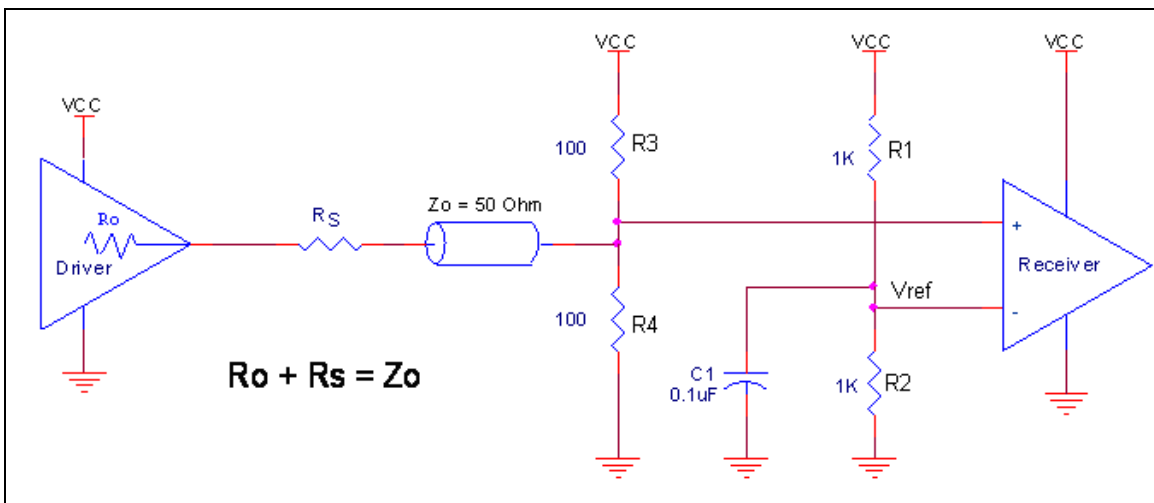 VCC
VCC
VCC
VCC
100
R3
1K
R1
Ro
Driver
RS
Zo = 50 Ohm
+
Receiver
-
Vref
100
R4
C1
0.1uF
1K
R2
Ro + Rs = Zo